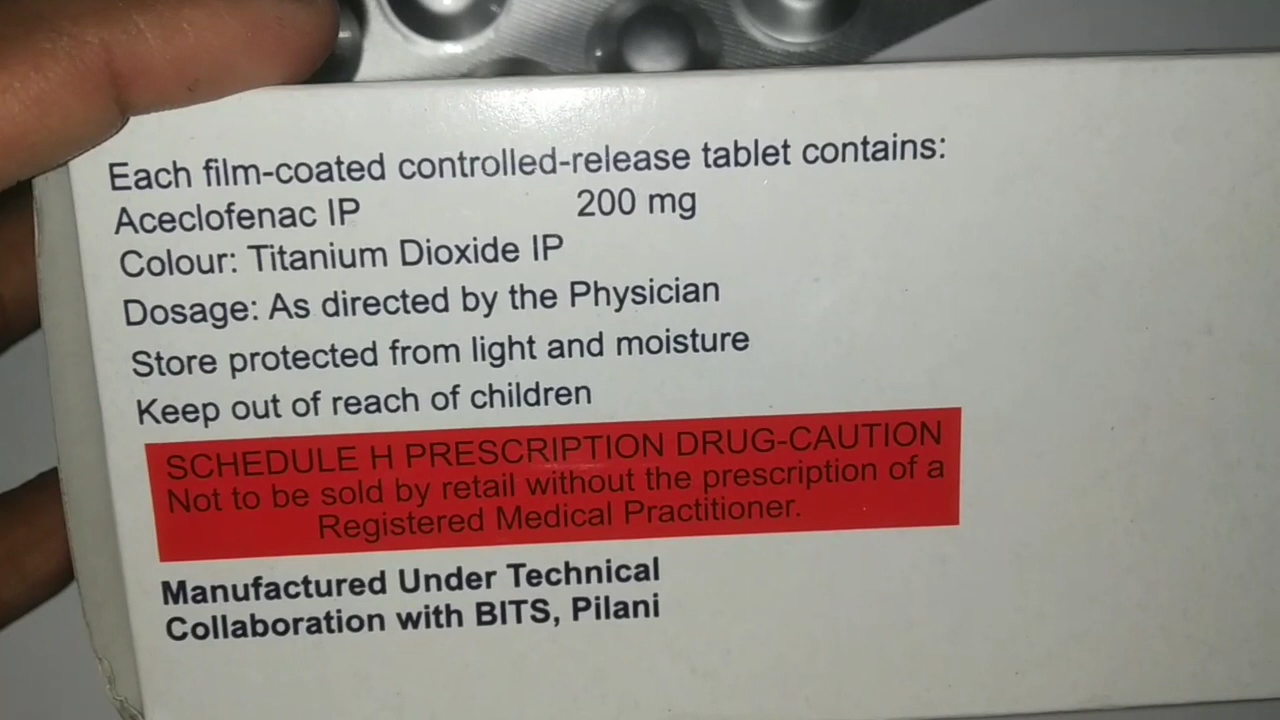 Each film-coated controlled-release tablet contains:
Aceclofenac IP 200 mg
Colour: Titanium Dioxide IP
Dosage: As directed by the Physician
Store protected from light and moisture
Keep out of reach of children
SCHEDULE H PRESCRIPTION DRUG-CAUTION
Not to be sold by retail without the prescription of a
Registered Medical Practitioner.
Manufactured Under Technical
Collaboration with BITS, Pilani